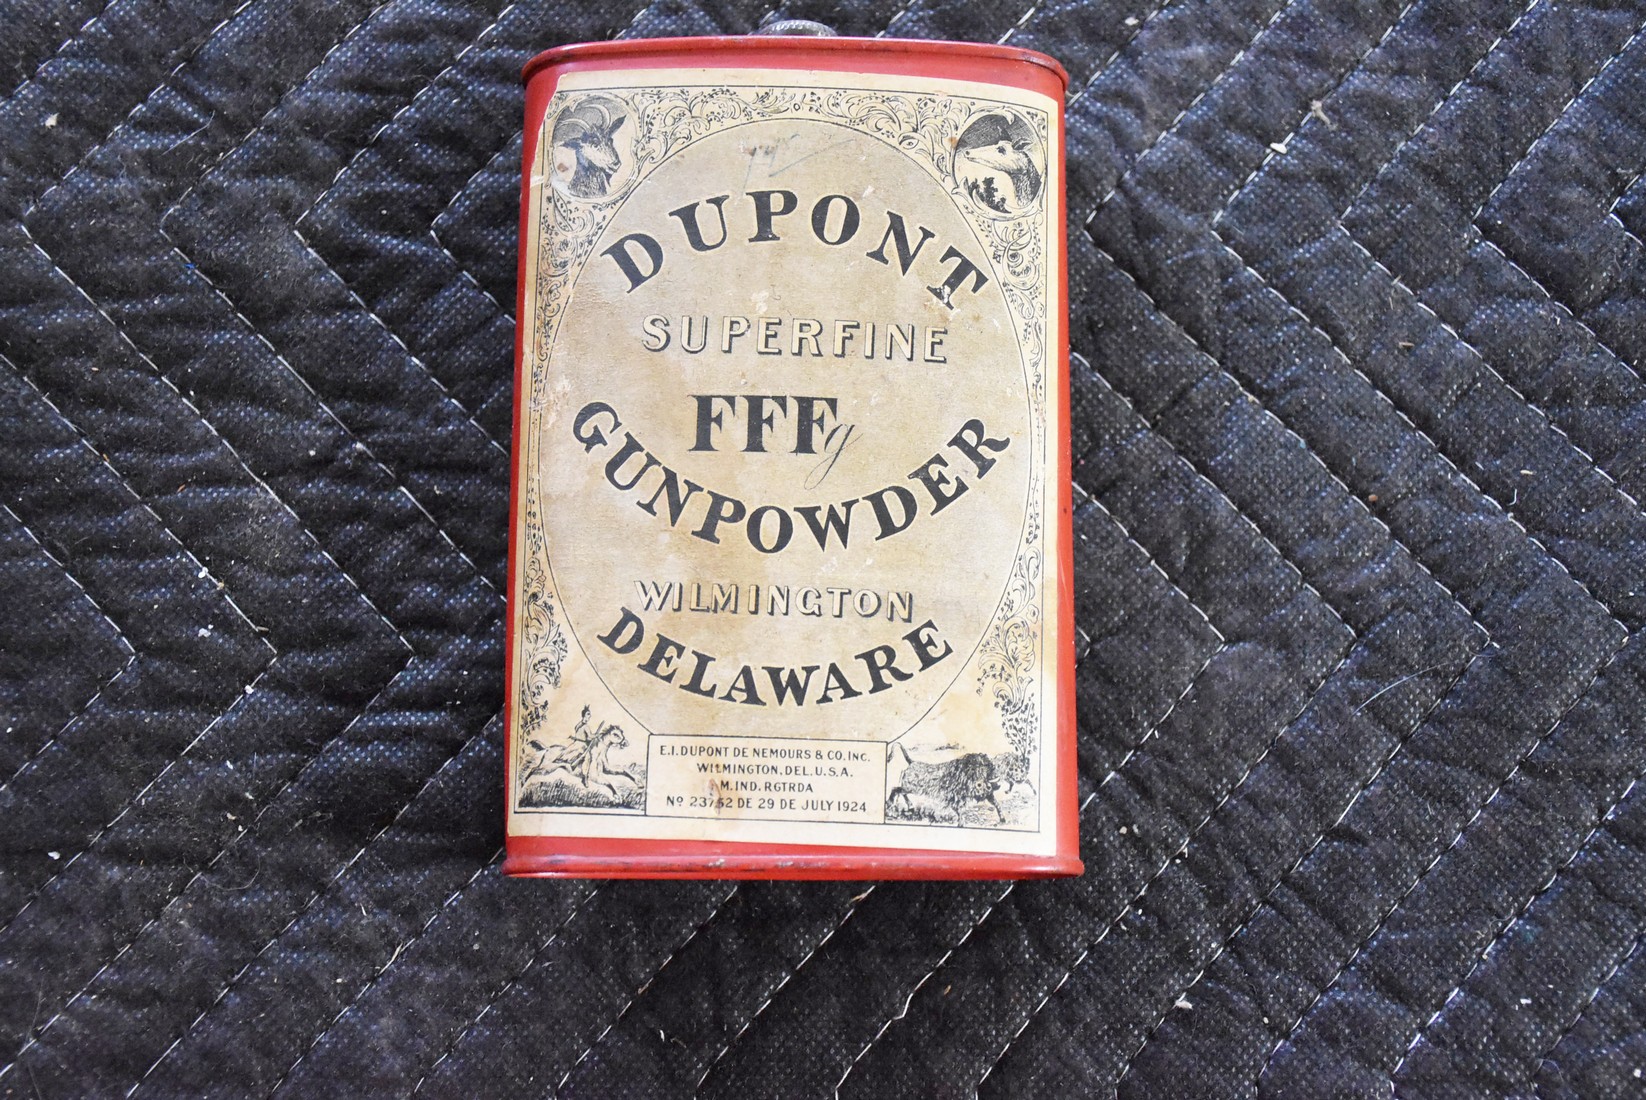 DUPONT
SUPERFINE
FFFg
GUNPOWDER
WILMINGTON
DELAWARE
E.I. DUPONT DE NEMOURS & CO. INC.
WILMINGTON, DEL. U.S.A.
M. IND. RGTRDA
Nº DE 29 DE JULY 1924